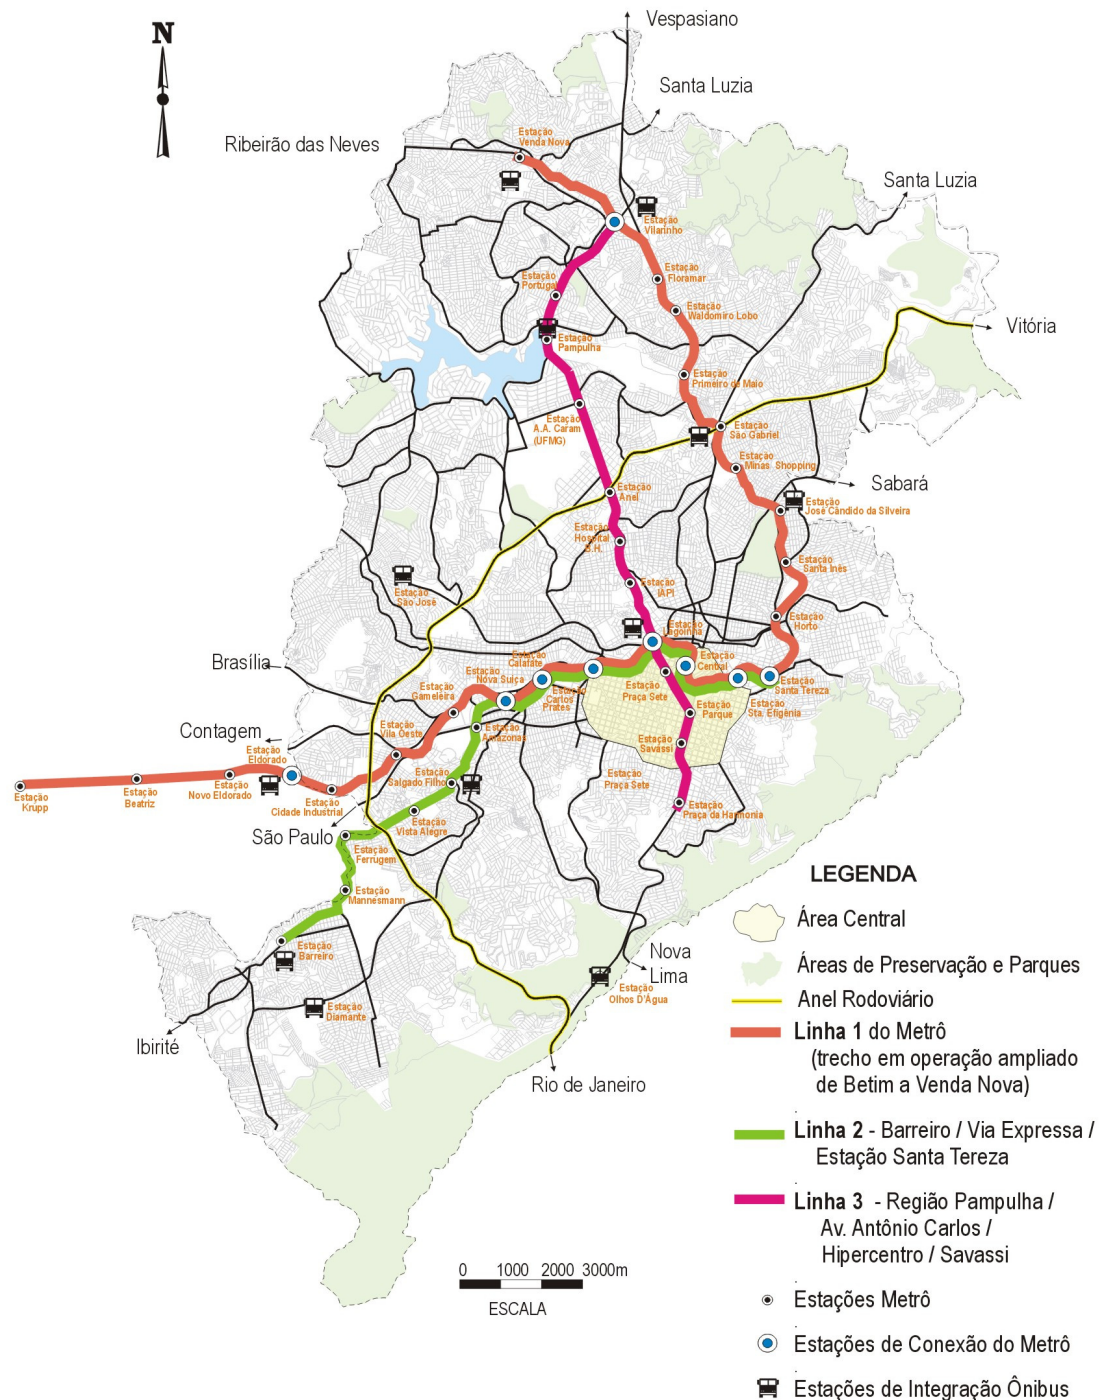 N
Vespasiano
Santa Luzia
Ribeirão das Neves
Estação
Venda Nova
Santa Luzia
Estação
Vilarinho
Estação
Floramar
Estação
Portugal
Estação
Waldomiro Lobo
Vitória
Estação
Pampulha
Estação
Primeiro de Maio
Estação
A.A. Caram
(UFMG)
Estação
São Gabriel
Estação
Minas Shopping
Sabará
Estação
Anel
Estação
José Cândido da Silveira
Estação
Hospital
S.H.
Estação
Santa Inês
Estação
São José
Estação
IAPI
Estação
Horto
Estação
Lagoinha
Brasília
Estação
Calafate
Estação
Central
Estação
Nova Suiça
Estação
Praça Sete
Estação
Santa Tereza
Estação
Gameleira
Estação
Carlos
Prates
Estação
Sta. Efigênia
Estação
Parque
Contagem
Estação
Vila Oeste
Estação
Amazonas
Estação
Savassi
Estação
Eldorado
Estação
Salgado Filho
Estação
Praça Sete
Estação
Krupp
Estação
Beatriz
Estação
Novo Eldorado
Estação
Cidade Industrial
Estação
Praça da Harmonia
São Paulo
Estação
Vista Alegre
Estação
Ferrugem
Estação
Mannesmann
Estação
Barreiro
Nova
Lima
Estação
Olhos D'Água
Estação
Diamante
Ibirité
Rio de Janeiro
LEGENDA
Área Central
Áreas de Preservação e Parques
Anel Rodoviário
Linha 1 do Metrô
(trecho em operação ampliado
de Betim a Venda Nova)
Linha 2 - Barreiro / Via Expressa /
Estação Santa Tereza
Linha 3 - Região Pampulha /
Av. Antônio Carlos /
Hipercentro / Savassi
0 1000 2000 3000m
ESCALA
Estações Metrô
Estações de Conexão do Metrô
Estações de Integração Ônibus